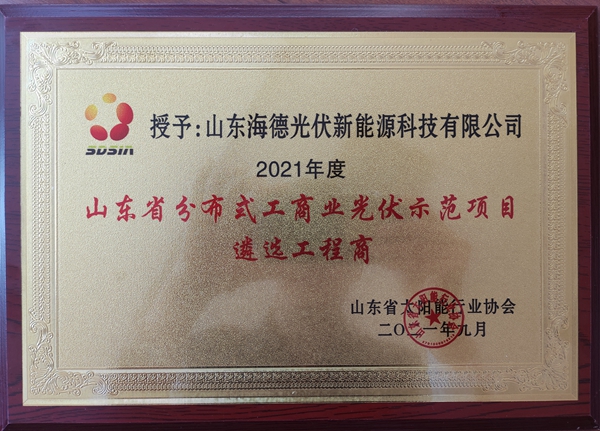 SDSIA
授予:山东海德光伏新能源科技有限公司
2021年度
山东省分布式工商业光伏示范项目
遴选工程商
山东省太阳能行业协会
二〇二一年九月